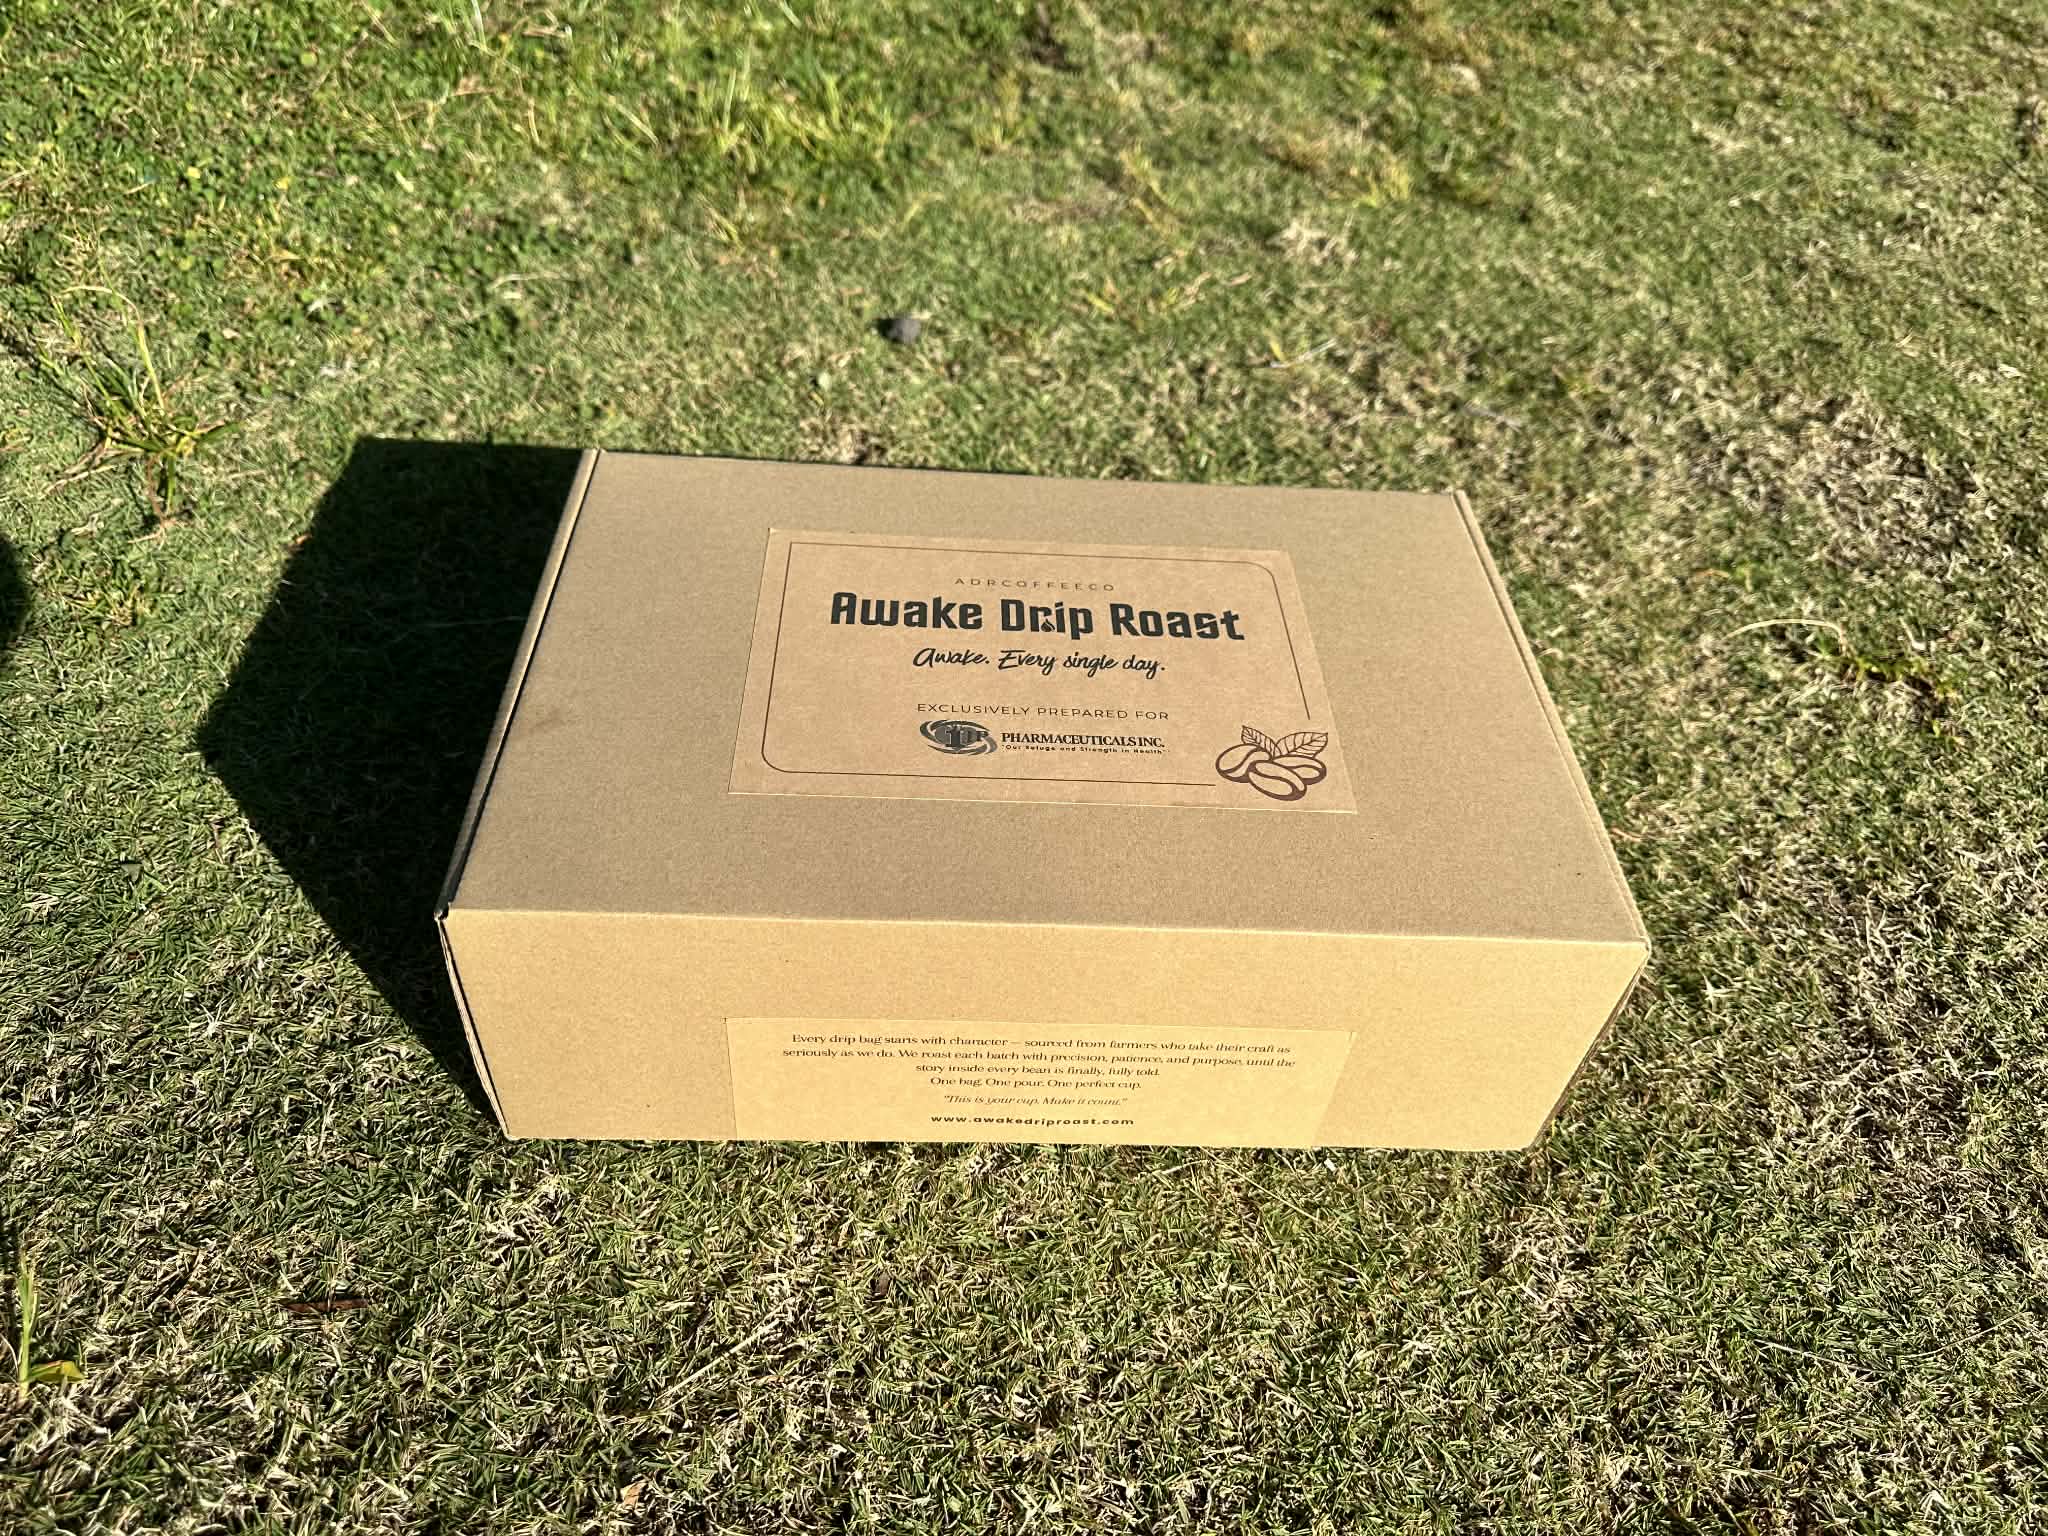 ADRCOFFEECO
Awake Drip Roast
Awake. Every single day.
EXCLUSIVELY PREPARED FOR
PHARMACEUTICALS INC.
"Our Refuge and Strength in Health"
Every drip bag starts with character — sourced from farmers who take their craft as
seriously as we do. We roast each batch with precision, patience, and purpose, until the
story inside every bean is finally, fully told.
One bag. One pour. One perfect cup.
"This is your cup. Make it count."
www.awakedriproast.com